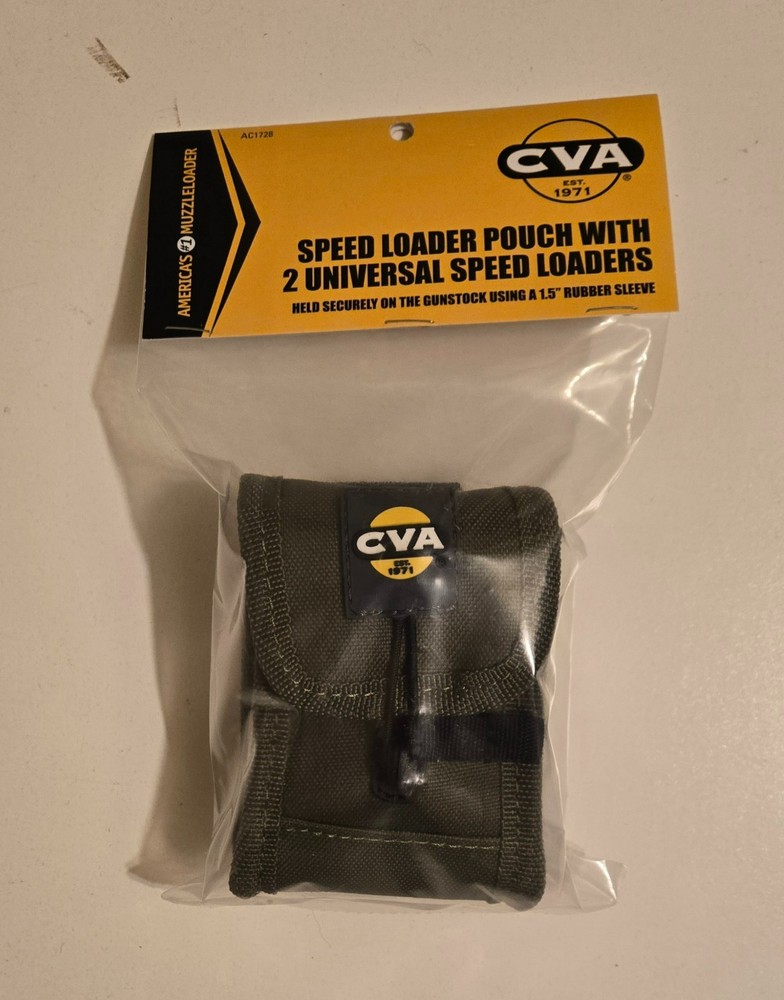 AC1728
CVA
EST.
1971
®
AMERICA'S #1 MUZZLELOADER
SPEED LOADER POUCH WITH
2 UNIVERSAL SPEED LOADERS
HELD SECURELY ON THE GUNSTOCK USING A 1.5" RUBBER SLEEVE
CVA
EST.
1971